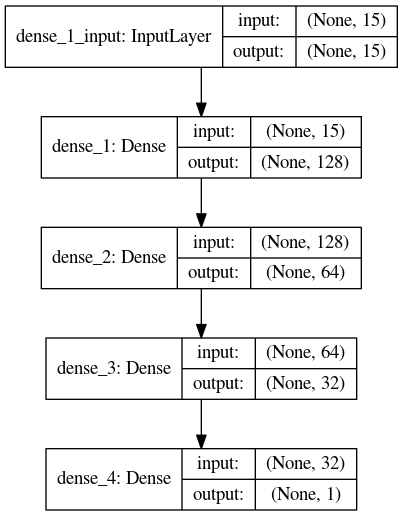 dense_1_input: InputLayer
input: (None, 15)
output: (None, 15)
dense_1: Dense
input: (None, 15)
output: (None, 128)
dense_2: Dense
input: (None, 128)
output: (None, 64)
dense_3: Dense
input: (None, 64)
output: (None, 32)
dense_4: Dense
input: (None, 32)
output: (None, 1)